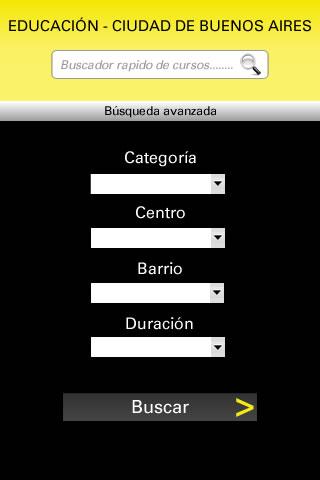 EDUCACIÓN - CIUDAD DE BUENOS AIRES
Buscador rapido de cursos........
Búsqueda avanzada
Categoría
Centro
Barrio
Duración
Buscar >